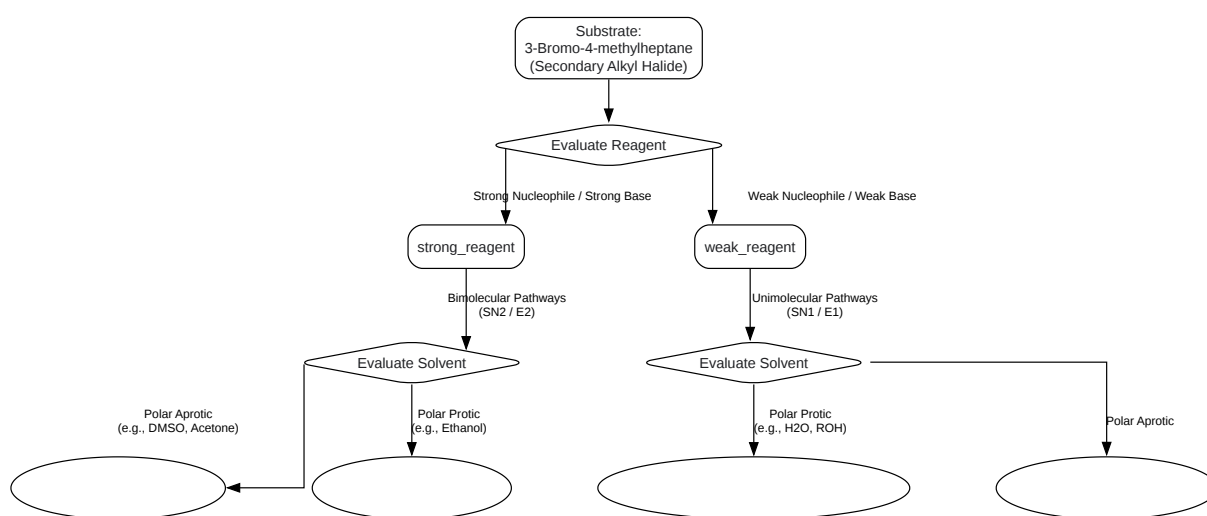 Substrate:
3-Bromo-4-methylheptane
(Secondary Alkyl Halide)
Evaluate Reagent
Strong Nucleophile / Strong Base
Weak Nucleophile / Weak Base
strong_reagent
weak_reagent
Bimolecular Pathways
(SN2 / E2)
Unimolecular Pathways
(SN1 / E1)
Evaluate Solvent
Evaluate Solvent
Polar Aprotic
(e.g., DMSO, Acetone)
Polar Protic
(e.g., Ethanol)
Polar Protic
(e.g., H2O, ROH)
Polar Aprotic